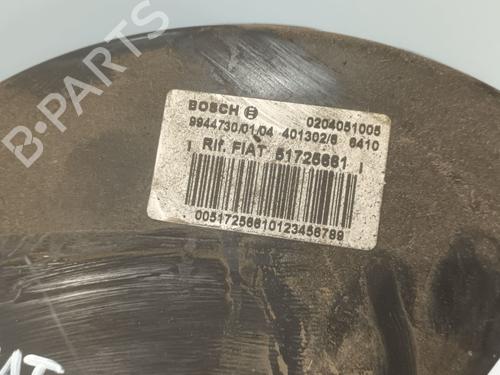 B-PARTS
BOSCH 0204051005
9944730/01/04 401302/6 6410
| Rif. FIAT 51725661 |
00517256610123456789